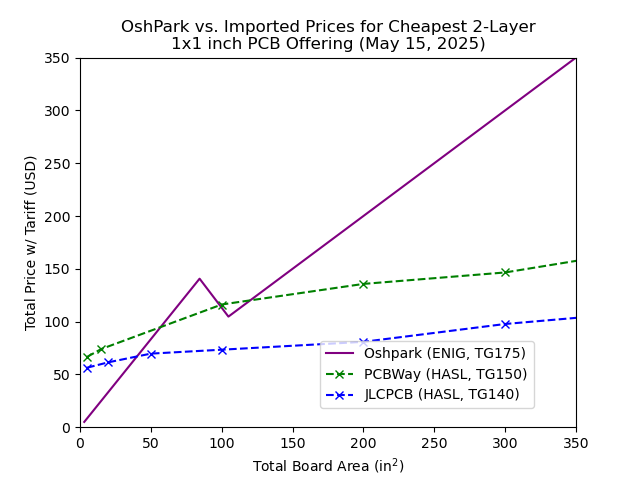 OshPark vs. Imported Prices for Cheapest 2-Layer
1x1 inch PCB Offering (May 15, 2025)
Total Price w/ Tariff (USD)
350
300
250
200
150
100
50
0
Oshpark (ENIG, TG175)
PCBWay (HASL, TG150)
JLCPCB (HASL, TG140)
0 50 100 150 200 250 300 350
Total Board Area (in²)